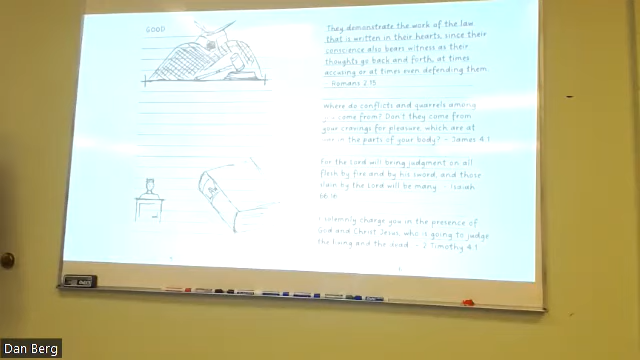 GOOD
They demonstrate the work of the law
that is written in their hearts, since their
conscience also bears witness as their
thoughts go back and forth, at times
accusing or at times even defending them.
- Romans 2:15
Where do conflicts and quarrels among
come from? Don't they come from
your cravings for pleasure, which are at
the parts of your body? - James 4:1
For the Lord will bring judgment on all
flesh by fire and by his sword, and those
slain by the Lord will be many - Isaiah
I solemnly charge you in the presence of
God and Christ Jesus, who is going to judge
the living and the dead - 2 Timothy 4:1
Dan Berg